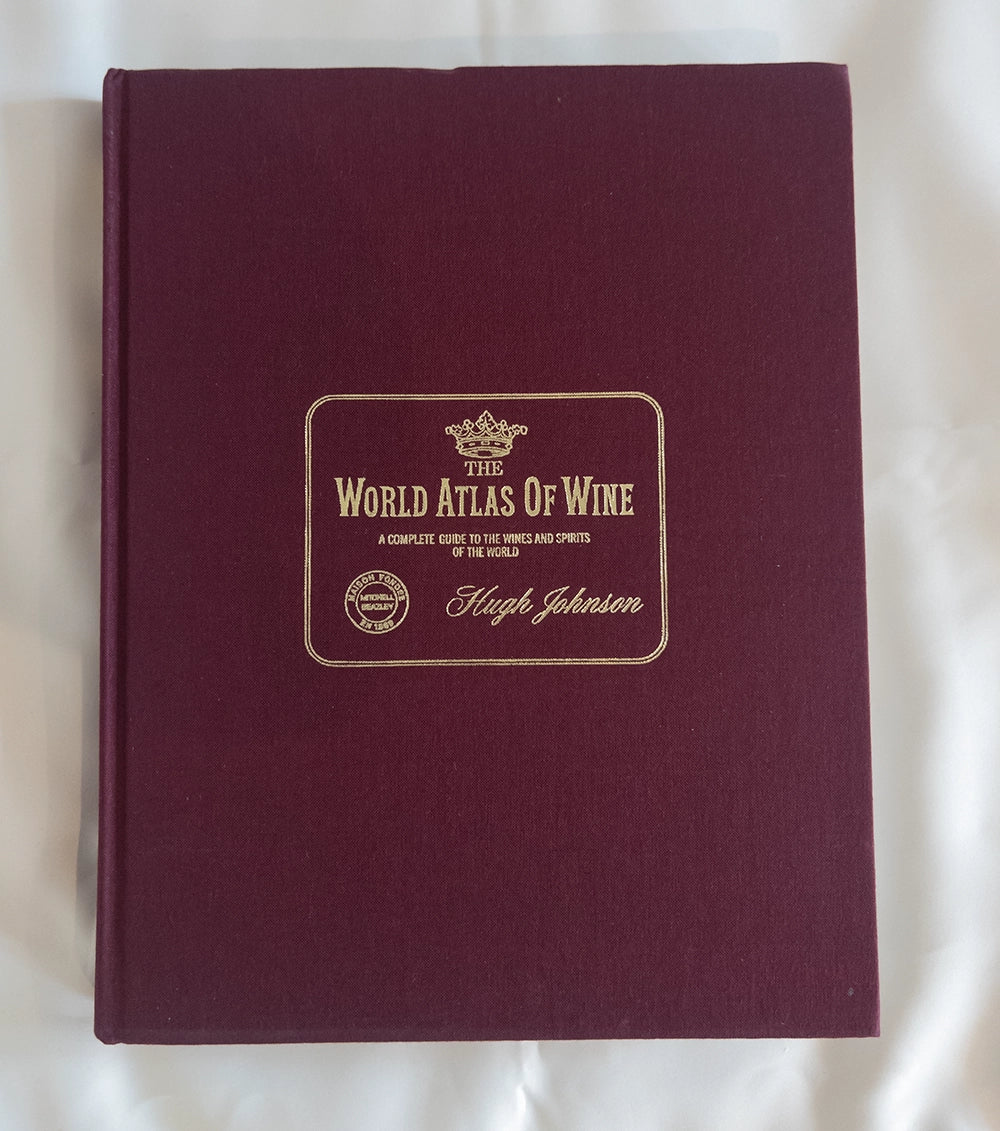 THE
WORLD ATLAS OF WINE
A COMPLETE GUIDE TO THE WINES AND SPIRITS
OF THE WORLD
MAISON FONDÉE
MITCHELL
BEAZLEY
EN 1969
Hugh Johnson